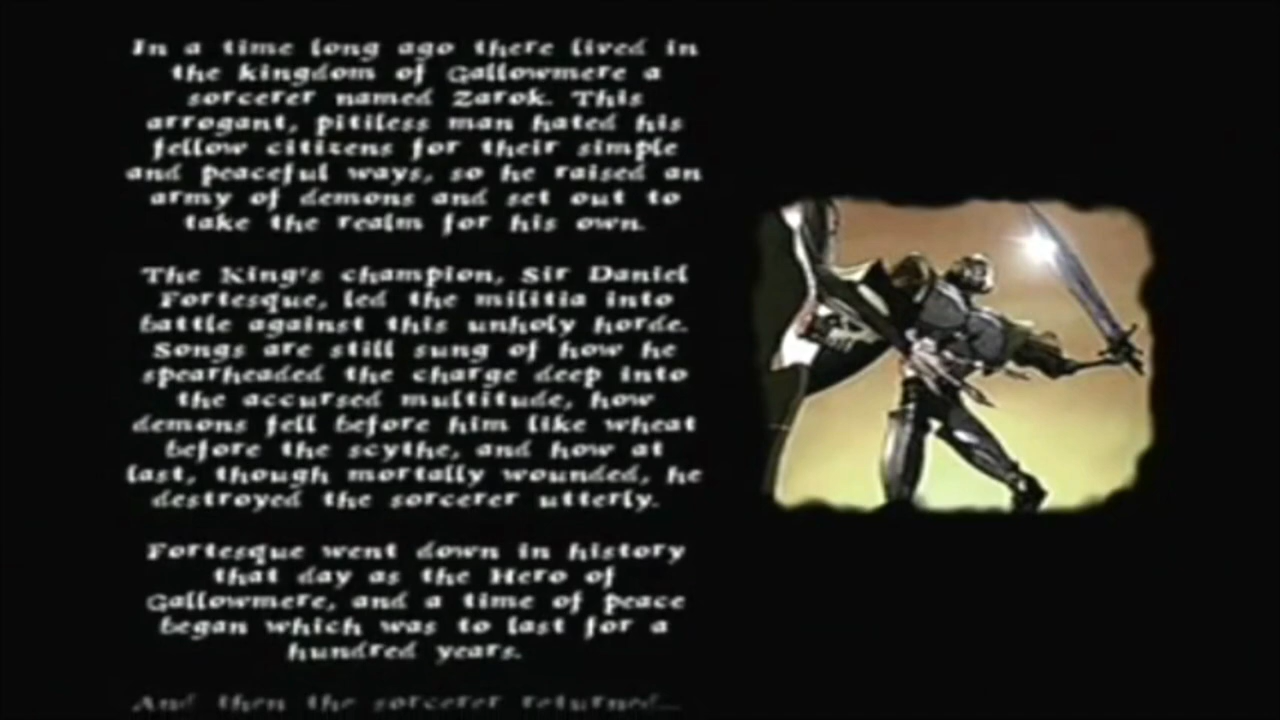 In a time long ago there lived in
the kingdom of Gallowmere a
sorcerer named Zarok. This
arrogant, pitiless man hated his
fellow citizens for their simple
and peaceful ways, so he raised an
army of demons and set out to
take the realm for his own.
The King's champion, Sir Daniel
Fortesque, led the militia into
battle against this unholy horde.
Songs are still sung of how he
spearheaded the charge deep into
the accursed multitude, how
demons fell before him like wheat
before the scythe, and how at
last, though mortally wounded, he
destroyed the sorcerer utterly.
Fortesque went down in history
that day as the Hero of
Gallowmere, and a time of peace
began which was to last for a
hundred years.
And then the sorcerer returned...